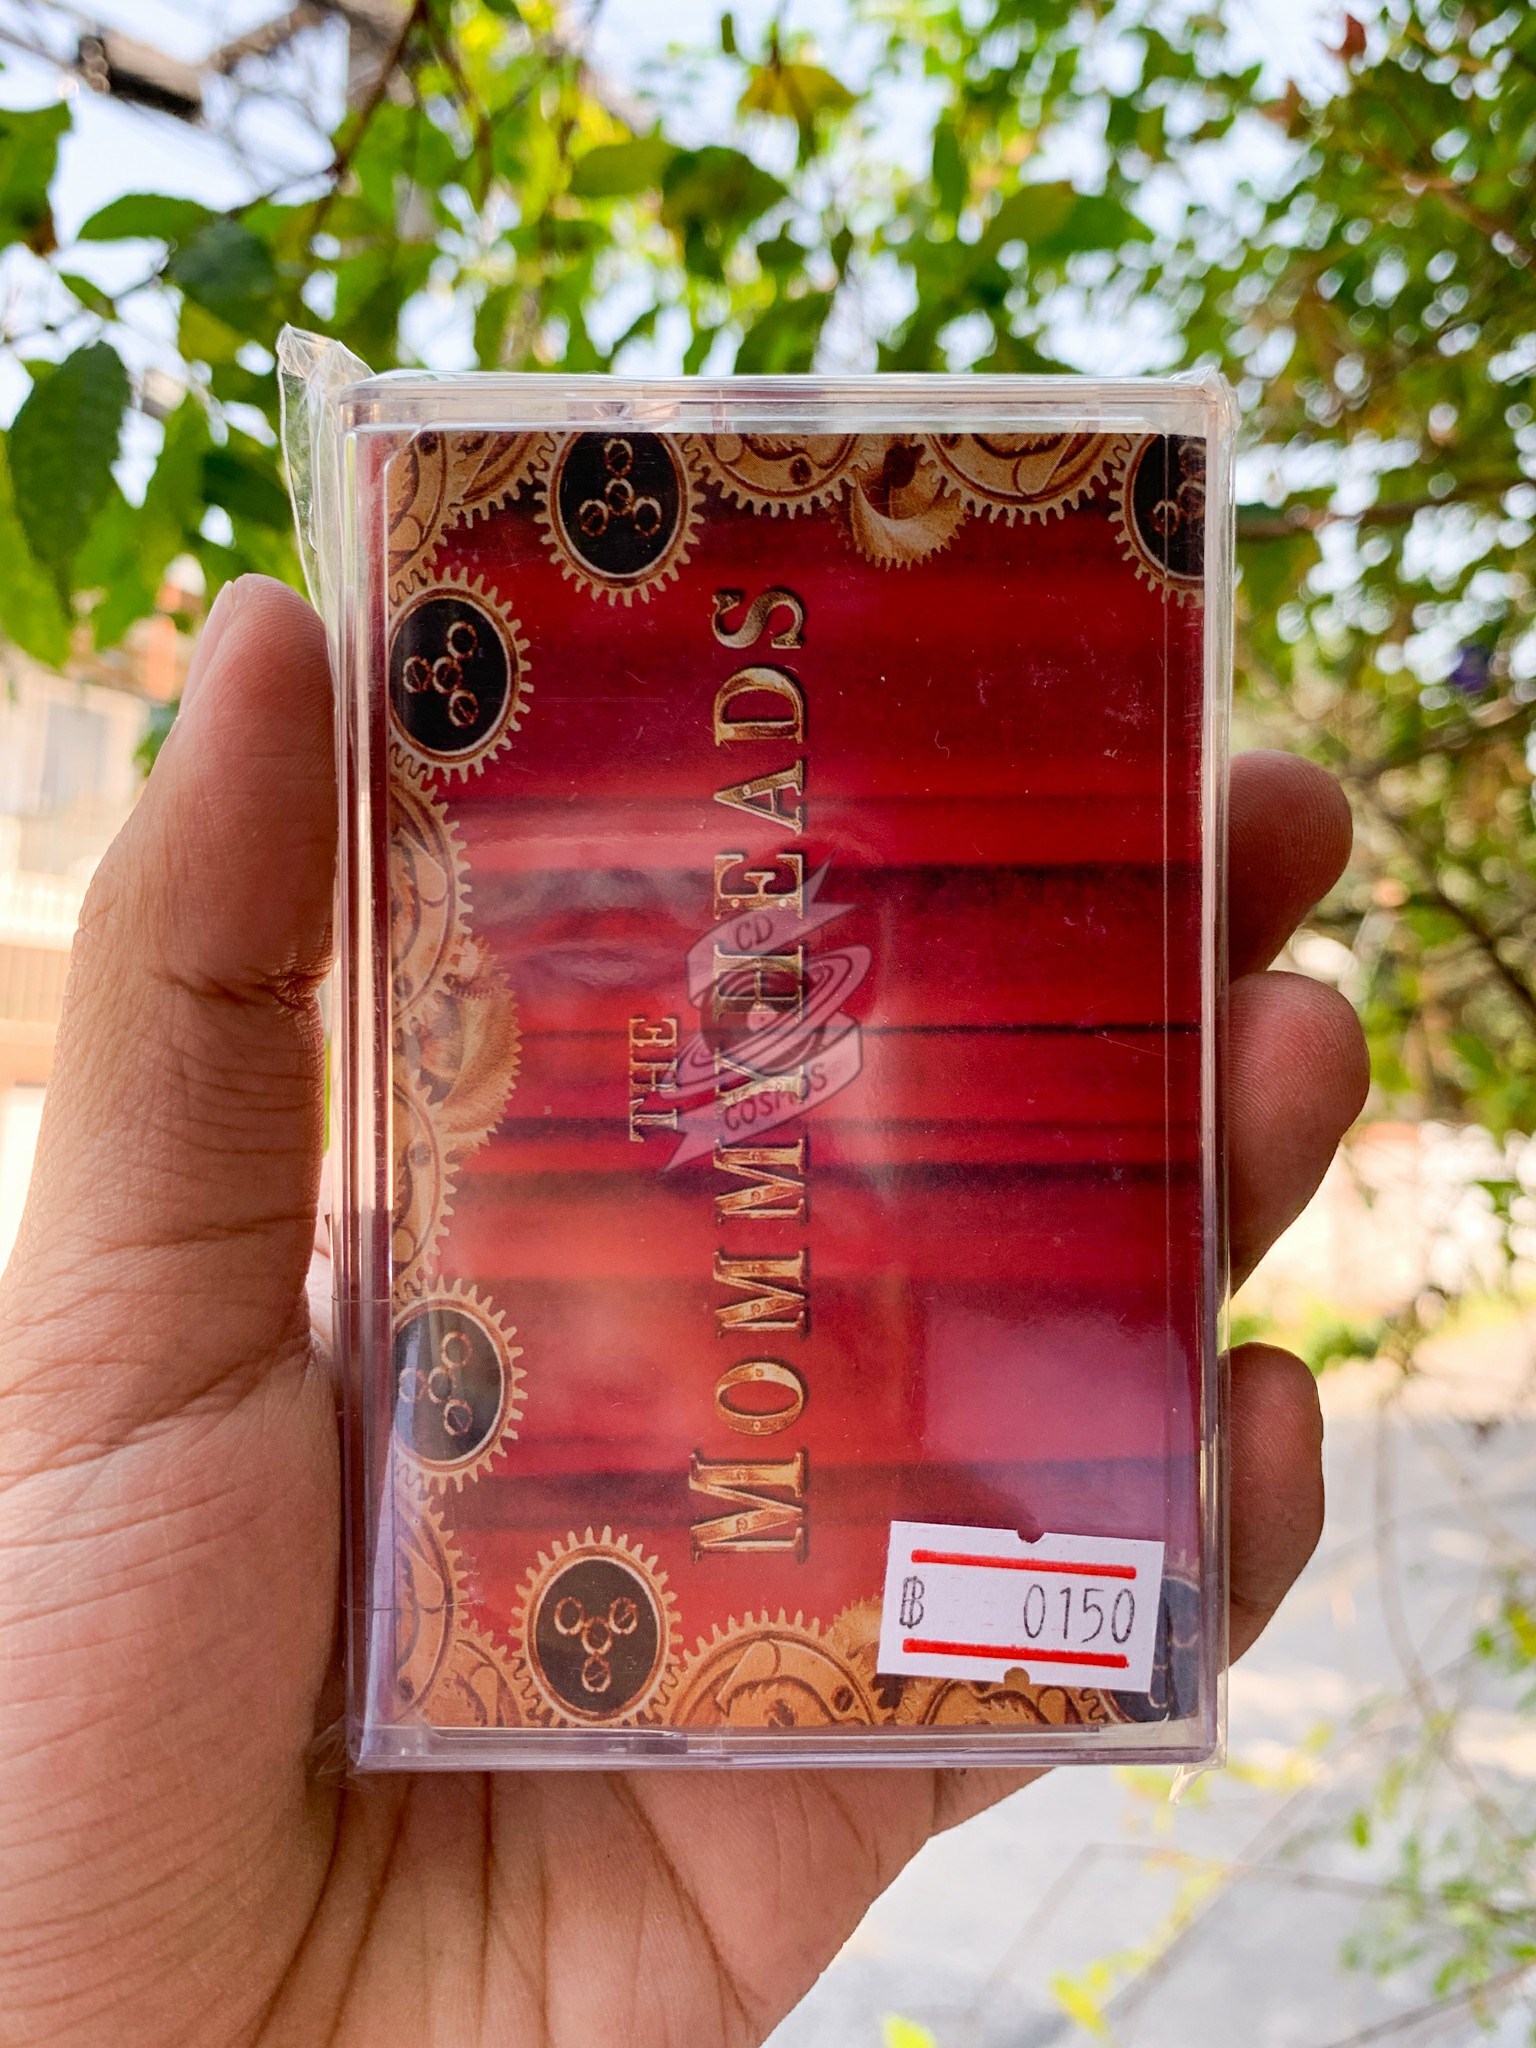 THE
MOMMYHEADS
CD
COSMOS
฿ 0150